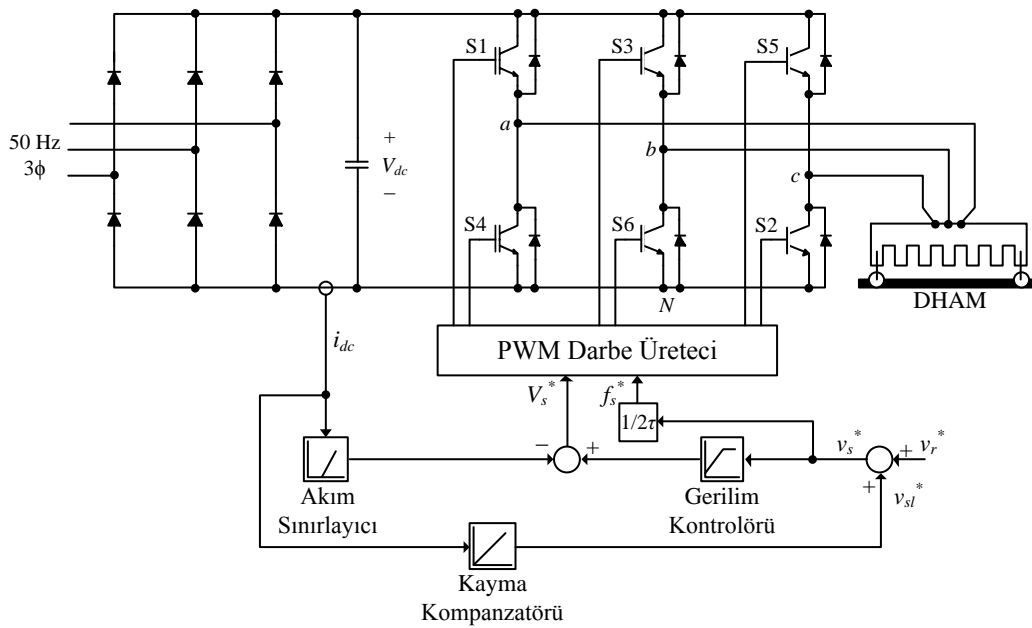 S1
S3
S5
a
50 Hz
3ϕ
+
V_dc
−
b
c
S4
S6
S2
N
DHAM
i_dc
PWM Darbe Üreteci
V_s^*
f_s^*
1/2τ
−
+
v_s^*
+
v_r^*
+
v_sl^*
Akım
Sınırlayıcı
Gerilim
Kontrolörü
Kayma
Kompanzatörü